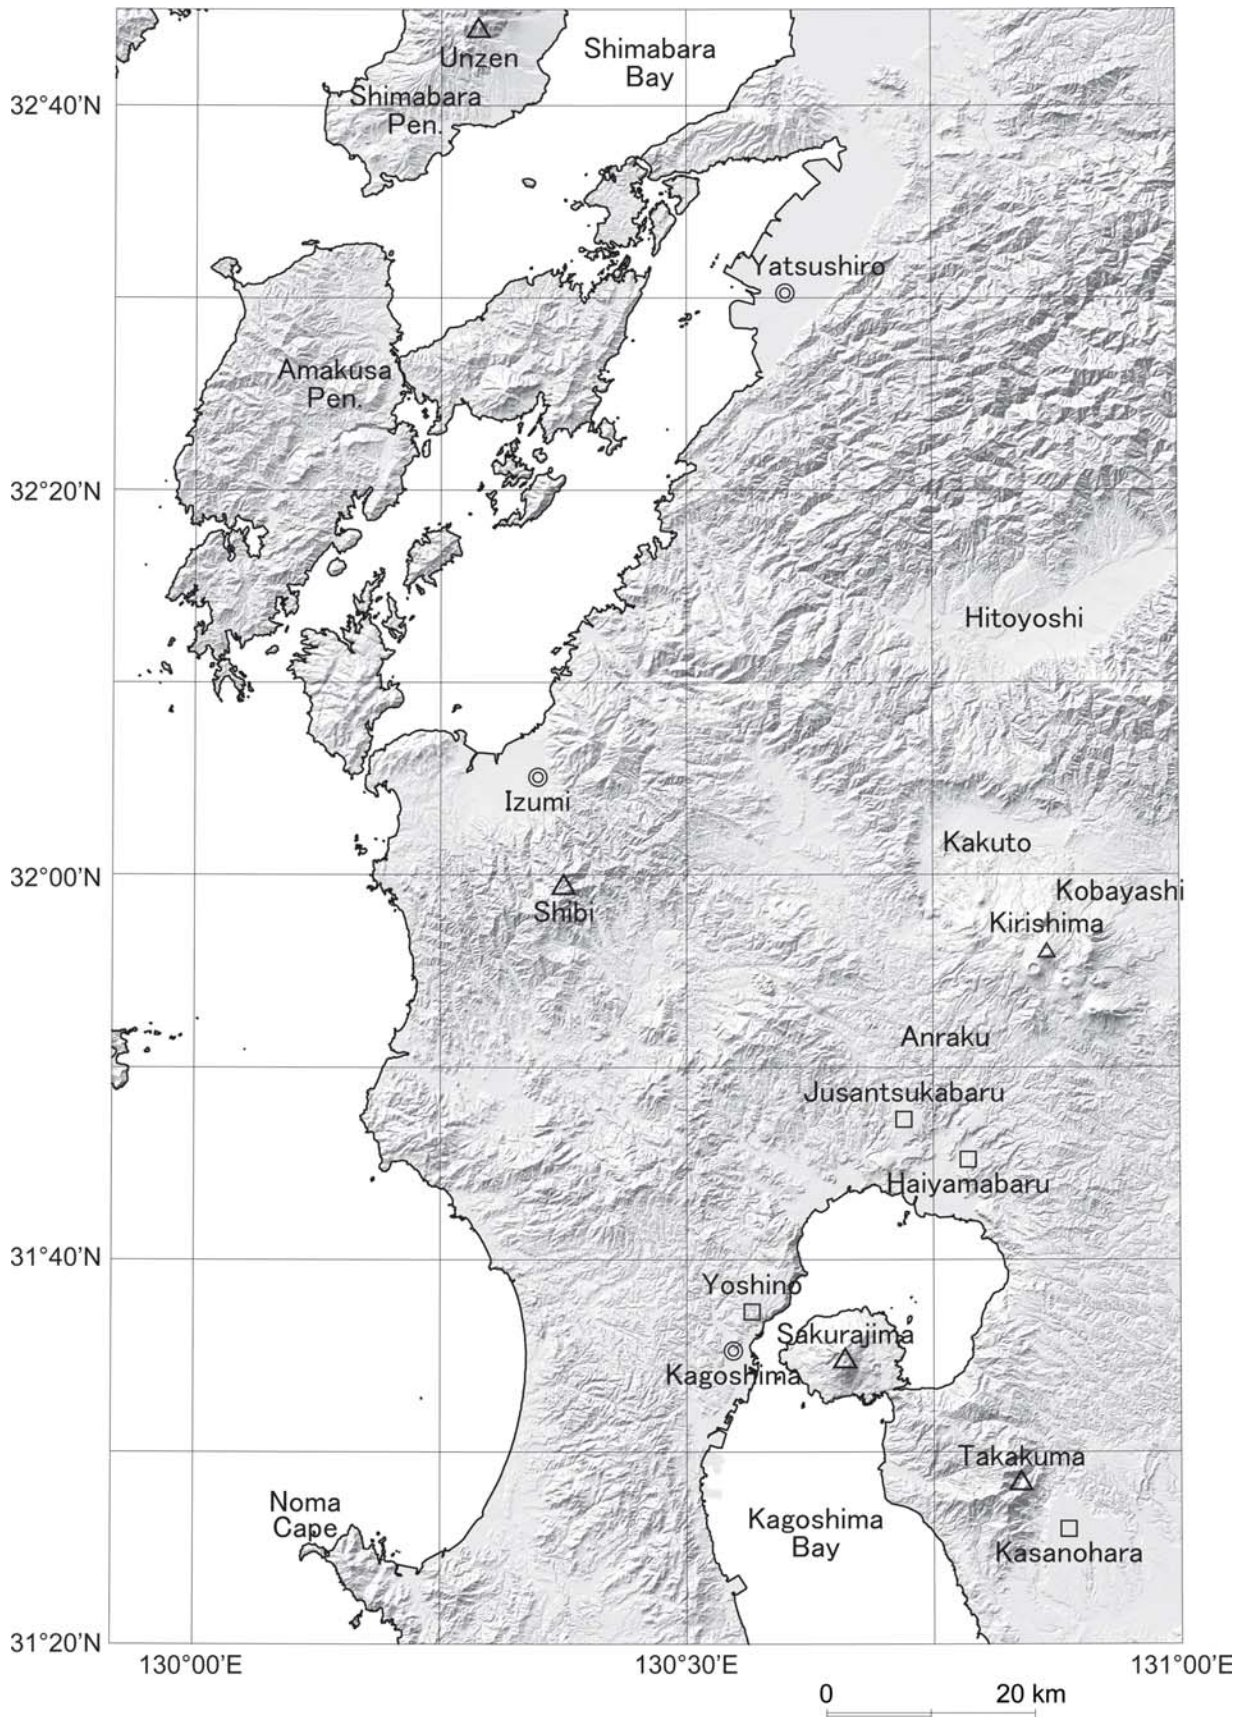 Unzen
Shimabara
Bay
Shimabara
Pen.
32°40'N
Yatsushiro
Amakusa
Pen.
32°20'N
Hitoyoshi
Izumi
Kakuto
32°00'N
Kobayashi
Shibi
Kirishima
Anraku
Jusantsukabaru
Haiyamabaru
31°40'N
Yoshino
Sakurajima
Kagoshima
Takakuma
Noma
Cape
Kagoshima
Bay
Kasanohara
31°20'N
130°00'E
130°30'E
131°00'E
0
20 km